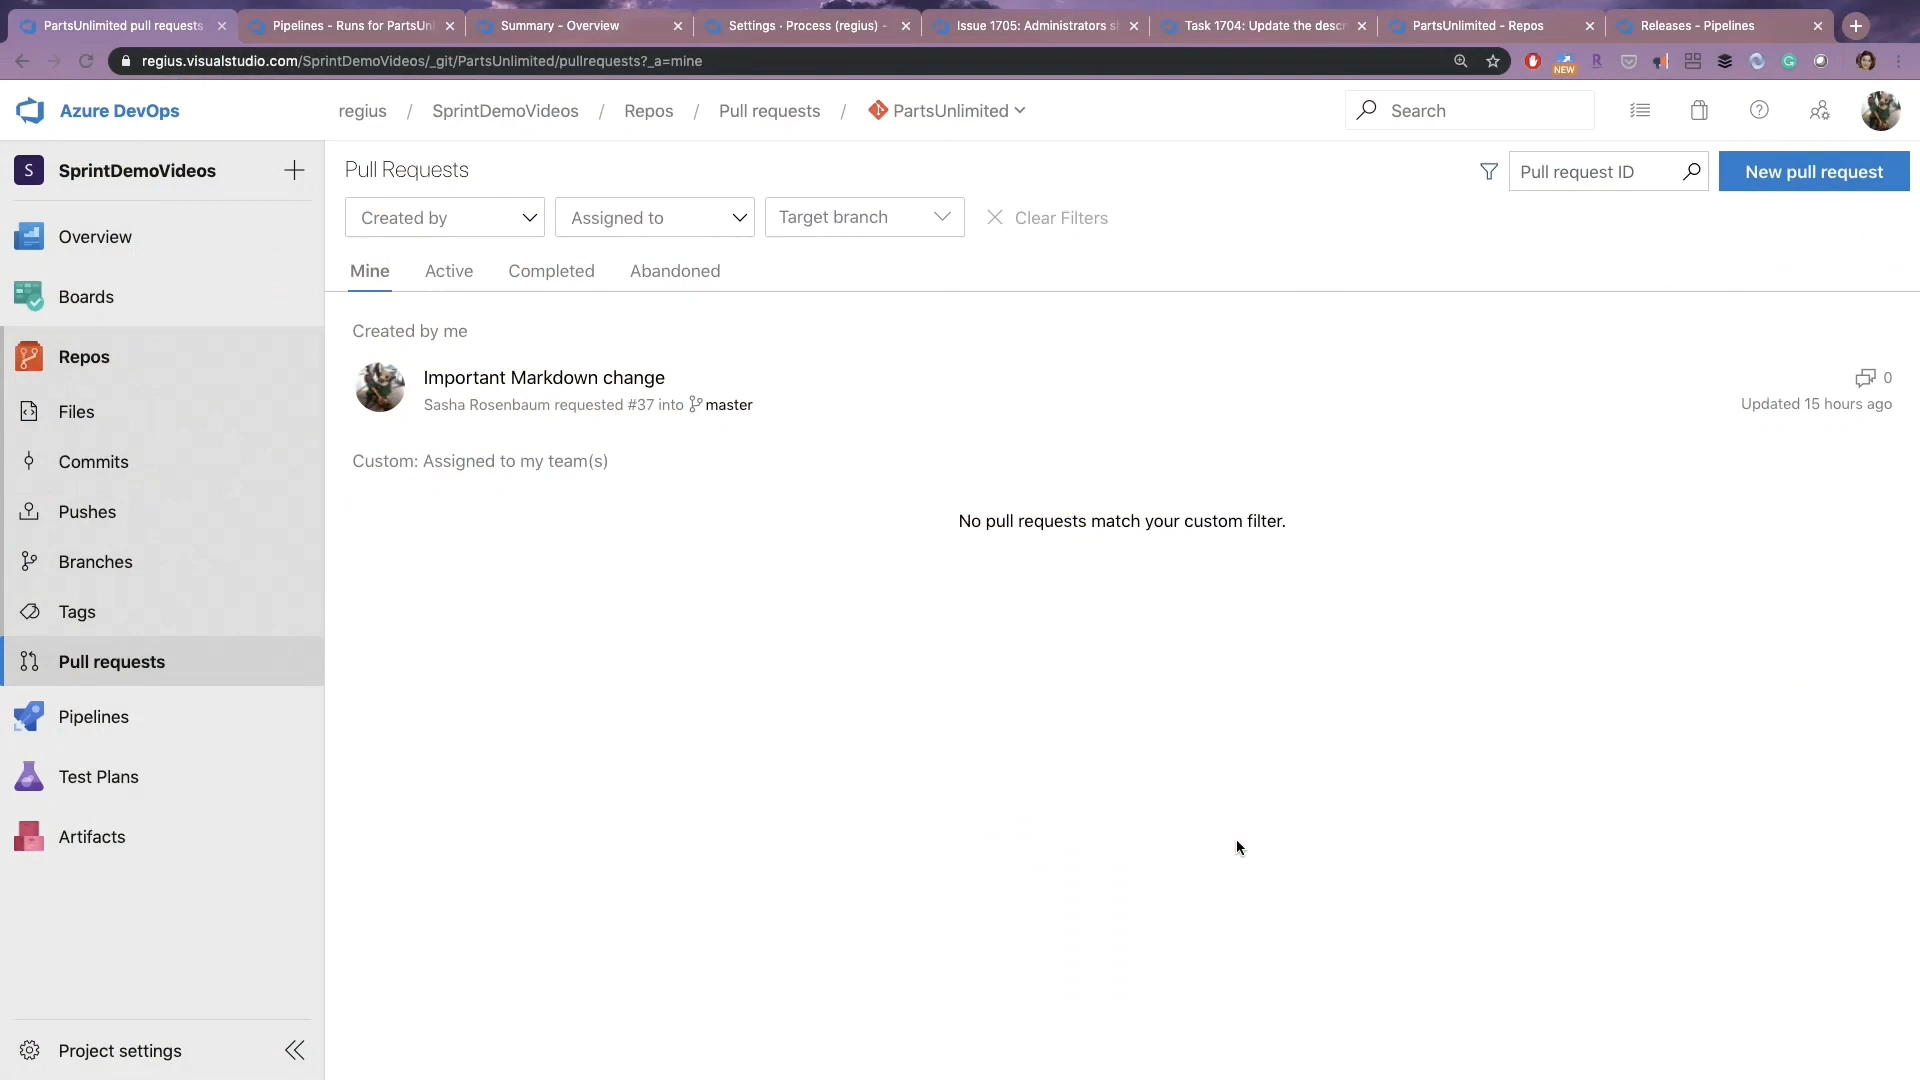 PartsUnlimited pull requests
Pipelines - Runs for PartsUnl
Summary - Overview
Settings · Process (regius) -
Issue 1705: Administrators s
Task 1704: Update the descr
PartsUnlimited - Repos
Releases - Pipelines
regius.visualstudio.com/SprintDemoVideos/_git/PartsUnlimited/pullrequests?_a=mine
NEW
Azure DevOps
regius / SprintDemoVideos / Repos / Pull requests / PartsUnlimited
Search
S SprintDemoVideos
Overview
Boards
Repos
Files
Commits
Pushes
Branches
Tags
Pull requests
Pipelines
Test Plans
Artifacts
Project settings
Pull Requests
Pull request ID
New pull request
Created by
Assigned to
Target branch
Clear Filters
Mine
Active
Completed
Abandoned
Created by me
Important Markdown change
0
Sasha Rosenbaum requested #37 into master
Updated 15 hours ago
Custom: Assigned to my team(s)
No pull requests match your custom filter.